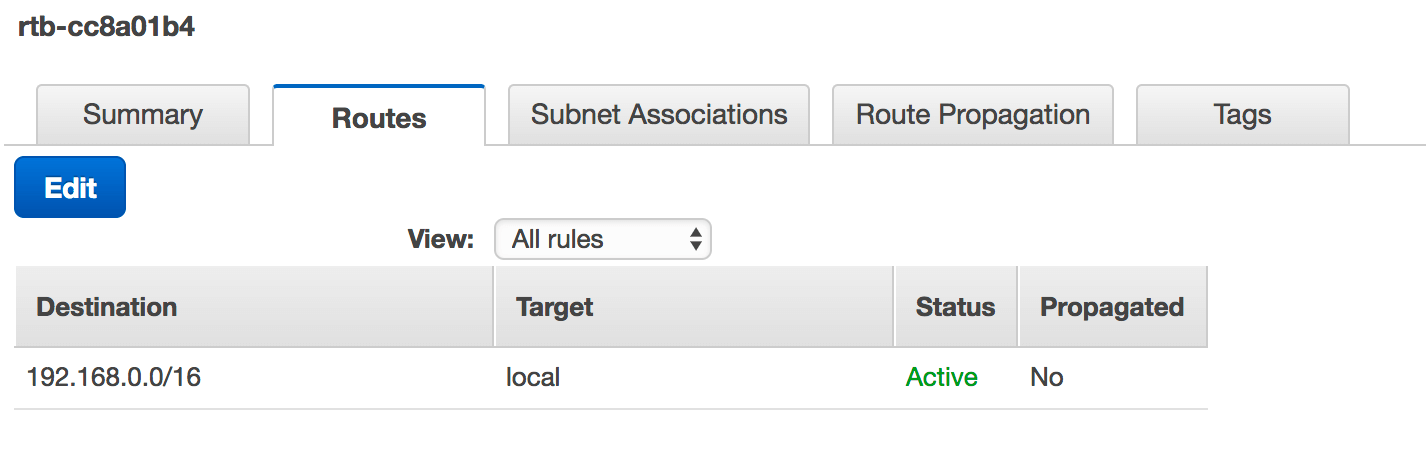 rtb-cc8a01b4
Summary Routes Subnet Associations Route Propagation Tags
Edit
View: All rules
Destination Target Status Propagated
192.168.0.0/16 local Active No